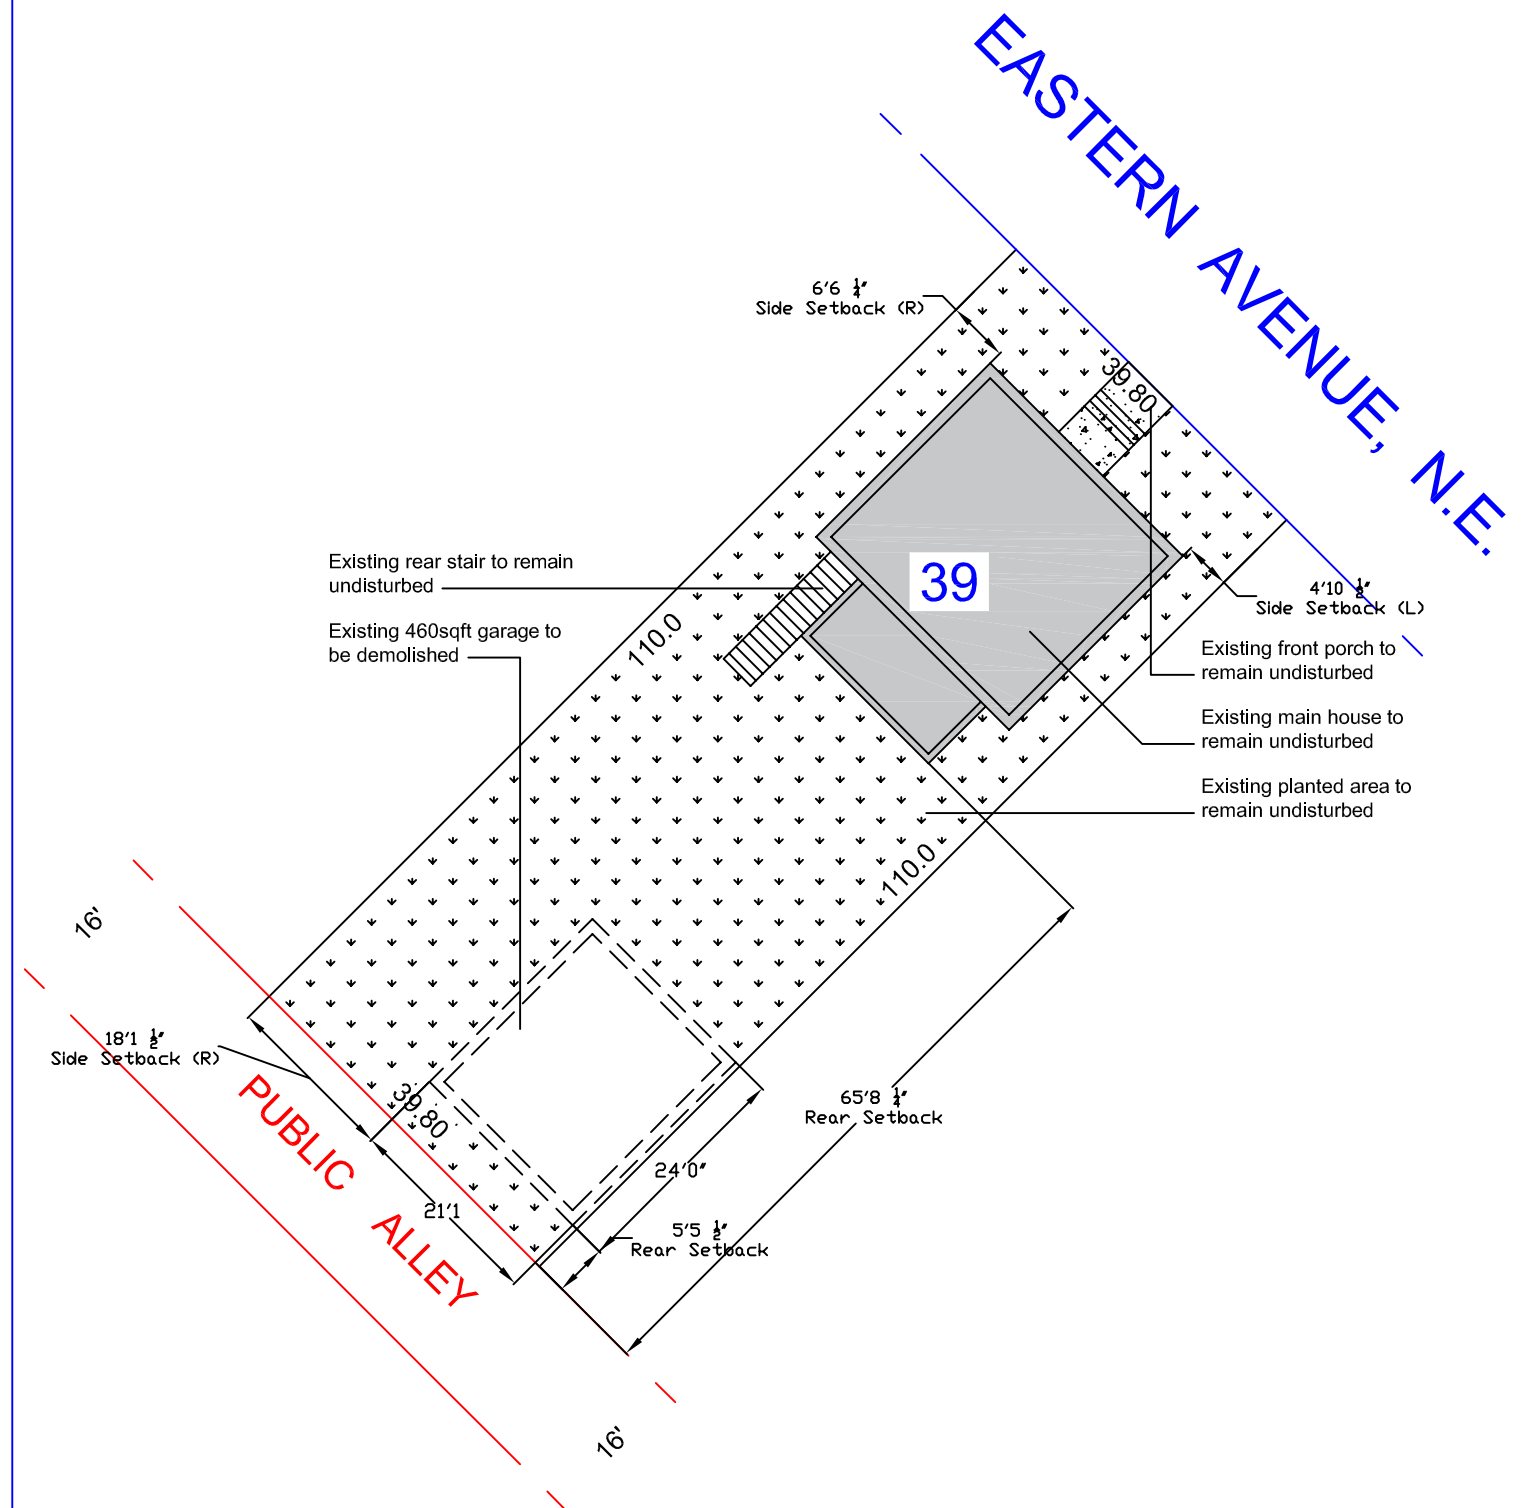 EASTERN AVENUE, N.E.
6'6 1/4"
Side Setback (R)
39.80
Existing rear stair to remain
undisturbed
39
4'10 1/2"
Side Setback (L)
Existing 460sqft garage to
be demolished
110.0
Existing front porch to
remain undisturbed
Existing main house to
remain undisturbed
Existing planted area to
remain undisturbed
110.0
16'
18'1 1/2"
Side Setback (R)
39.80
65'8 1/4"
Rear Setback
PUBLIC ALLEY
24'0"
21'1
5'5 1/2"
Rear Setback
16'